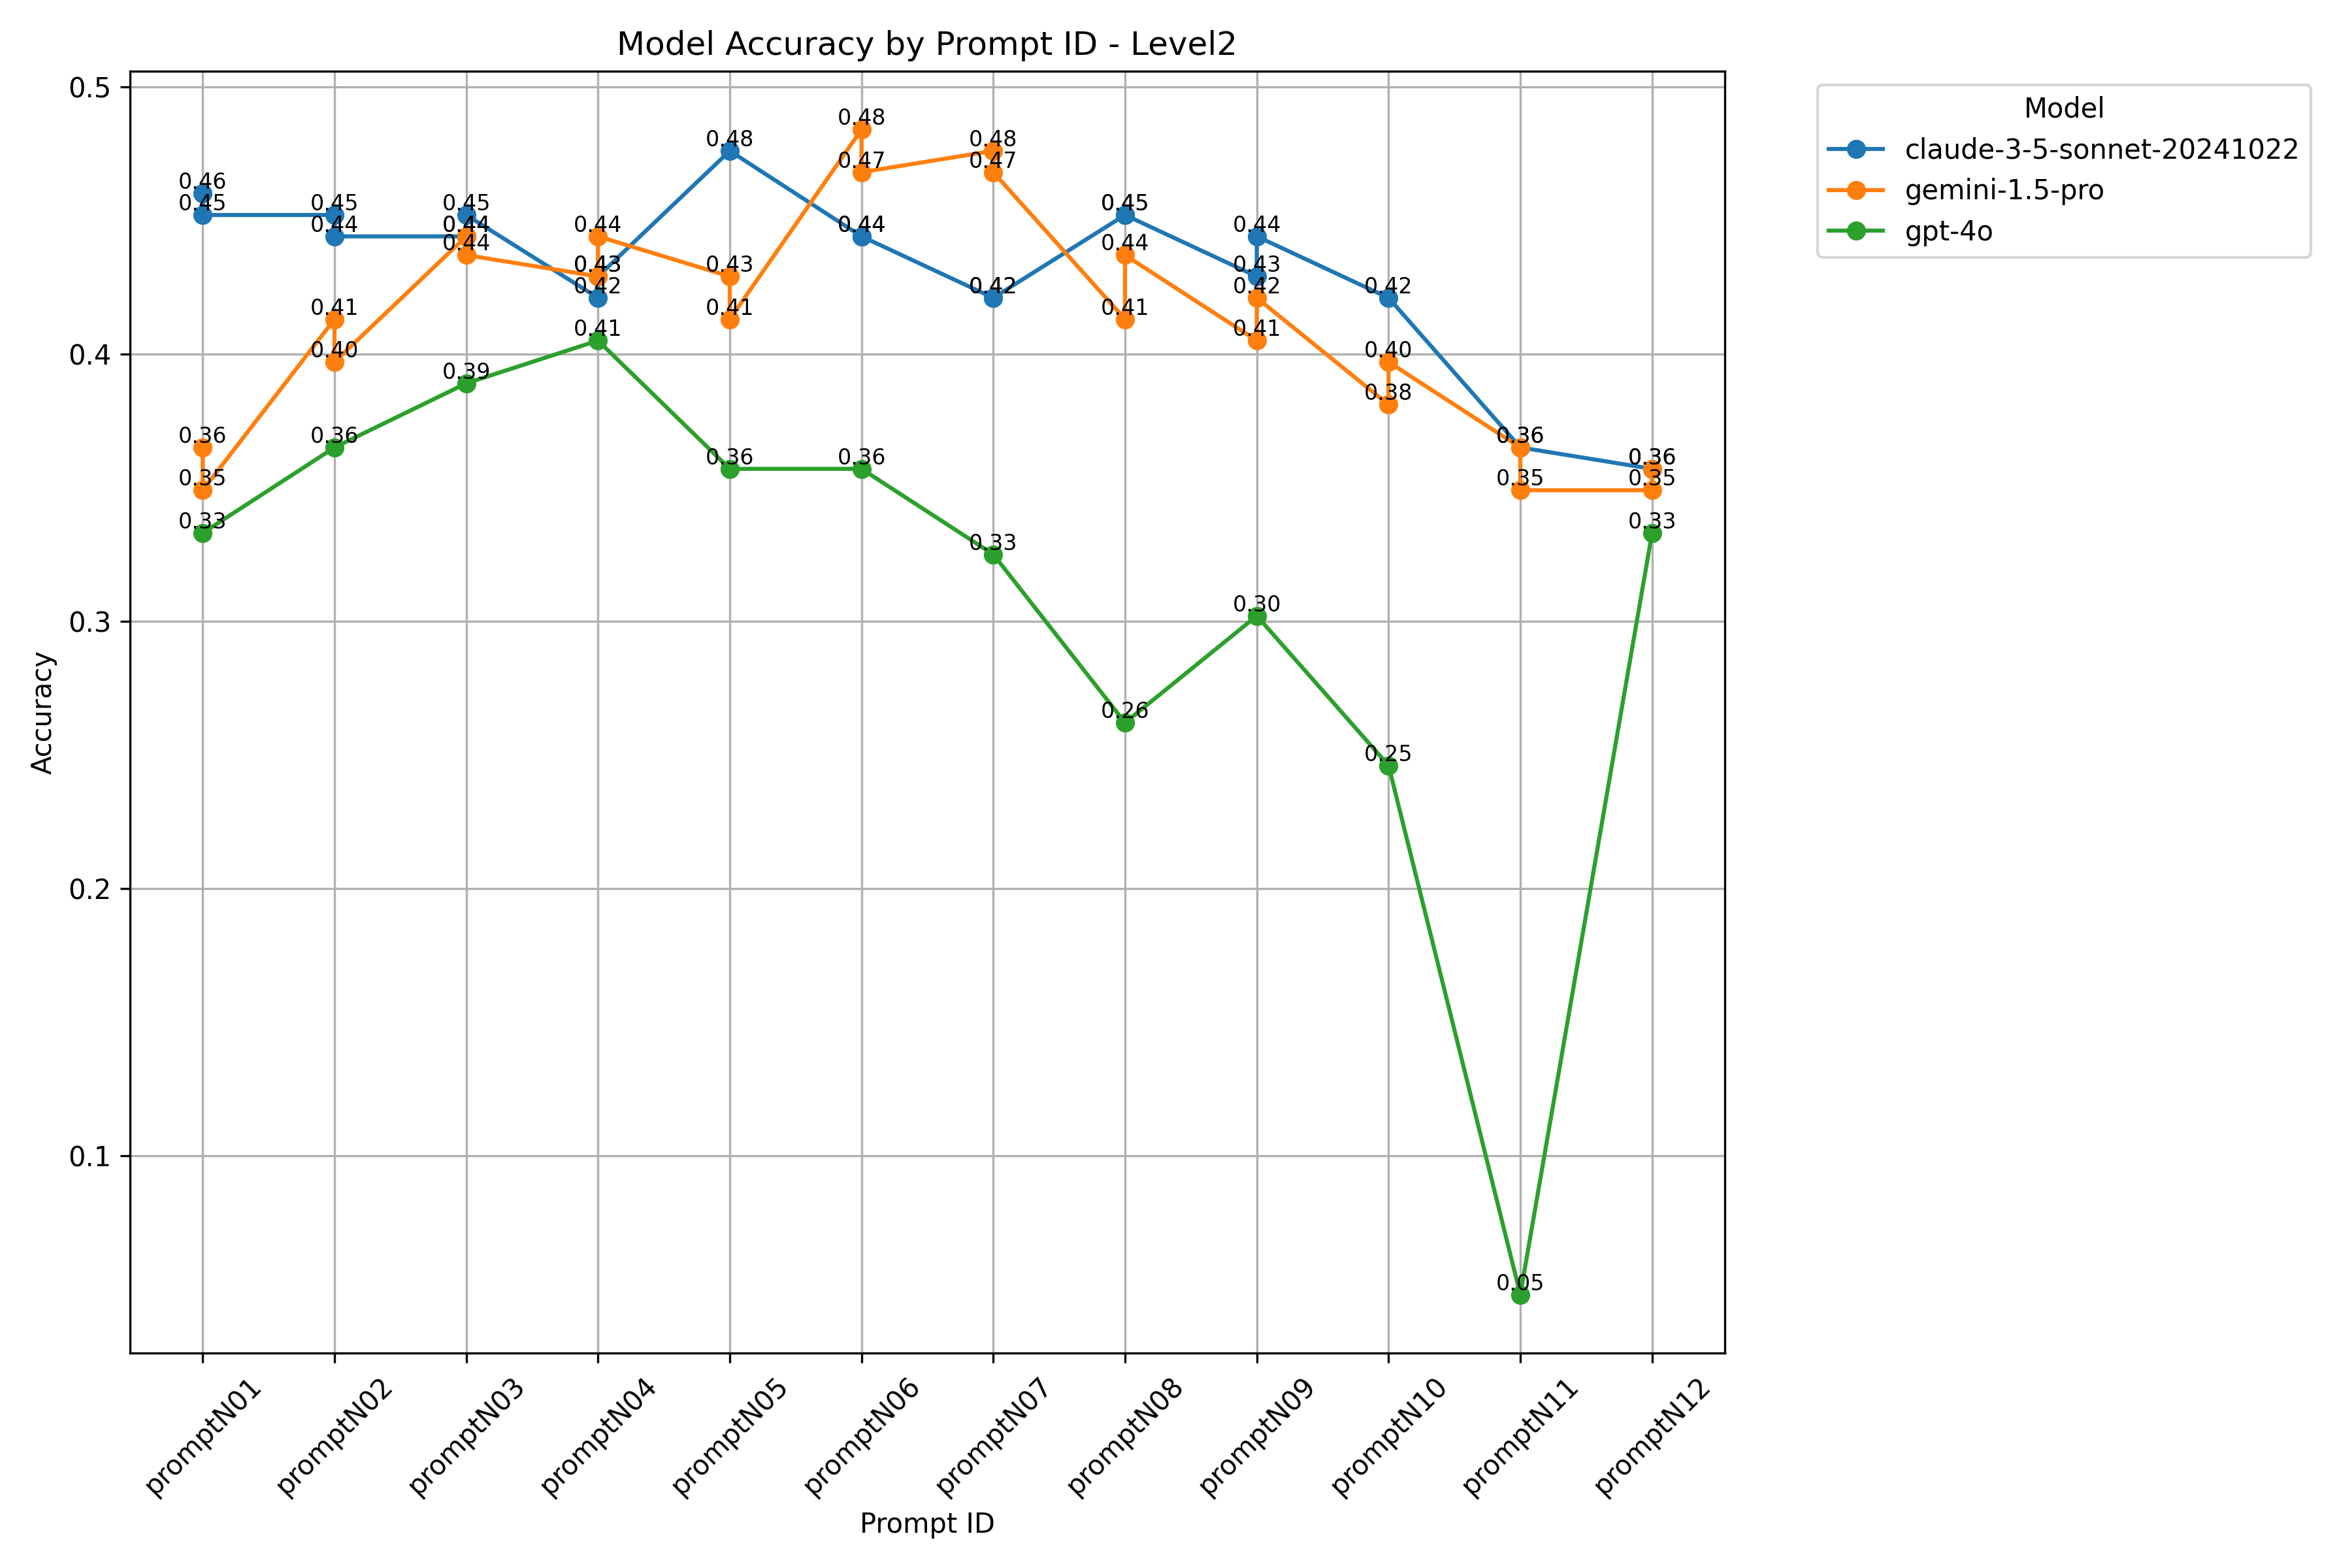 Model Accuracy by Prompt ID - Level2
Model
claude-3-5-sonnet-20241022
gemini-1.5-pro
gpt-4o
Accuracy
0.5
0.4
0.3
0.2
0.1
0.46
0.45
0.36
0.35
0.33
0.45
0.44
0.41
0.40
0.36
0.45
0.44
0.44
0.39
0.44
0.43
0.42
0.41
0.48
0.43
0.41
0.36
0.48
0.47
0.44
0.36
0.48
0.47
0.42
0.33
0.45
0.44
0.41
0.26
0.44
0.43
0.42
0.41
0.30
0.42
0.40
0.38
0.25
0.36
0.35
0.05
0.36
0.35
0.33
promptN01
promptN02
promptN03
promptN04
promptN05
promptN06
promptN07
promptN08
promptN09
promptN10
promptN11
promptN12
Prompt ID